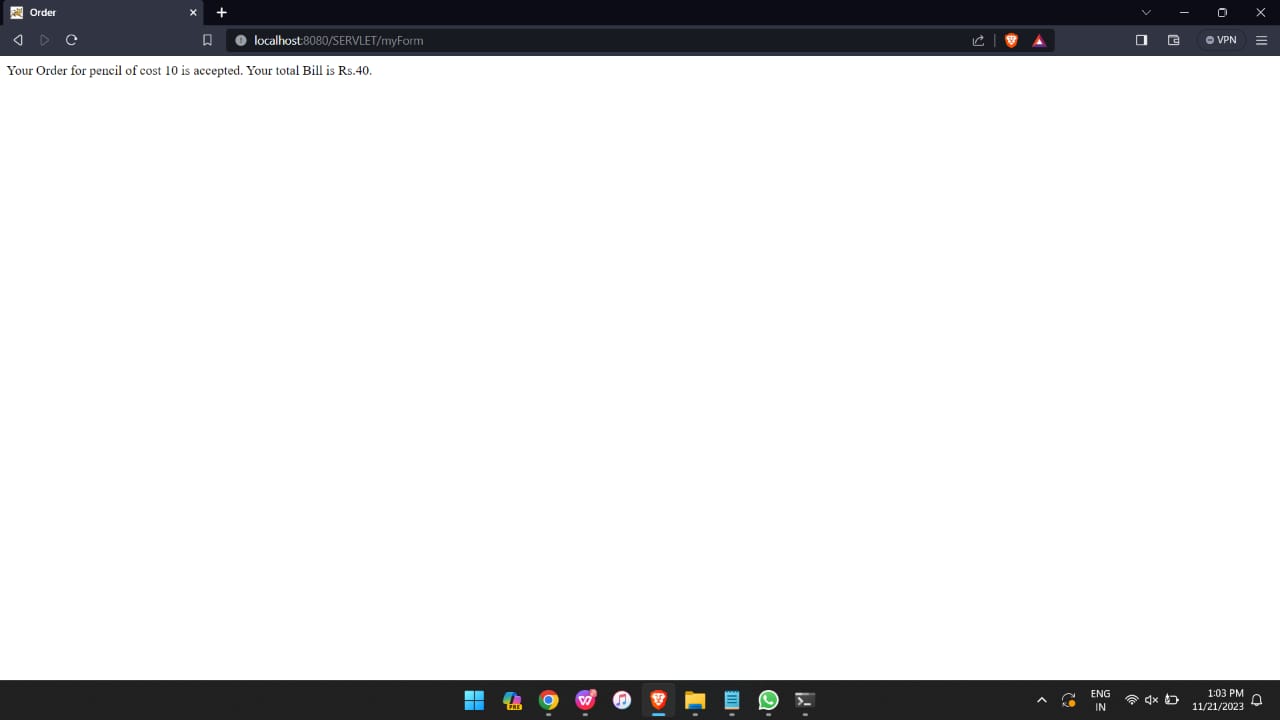 Order
localhost:8080/SERVLET/myForm
VPN
Your Order for pencil of cost 10 is accepted. Your total Bill is Rs.40.
PRE
ENG
IN
1:03 PM
11/21/2023